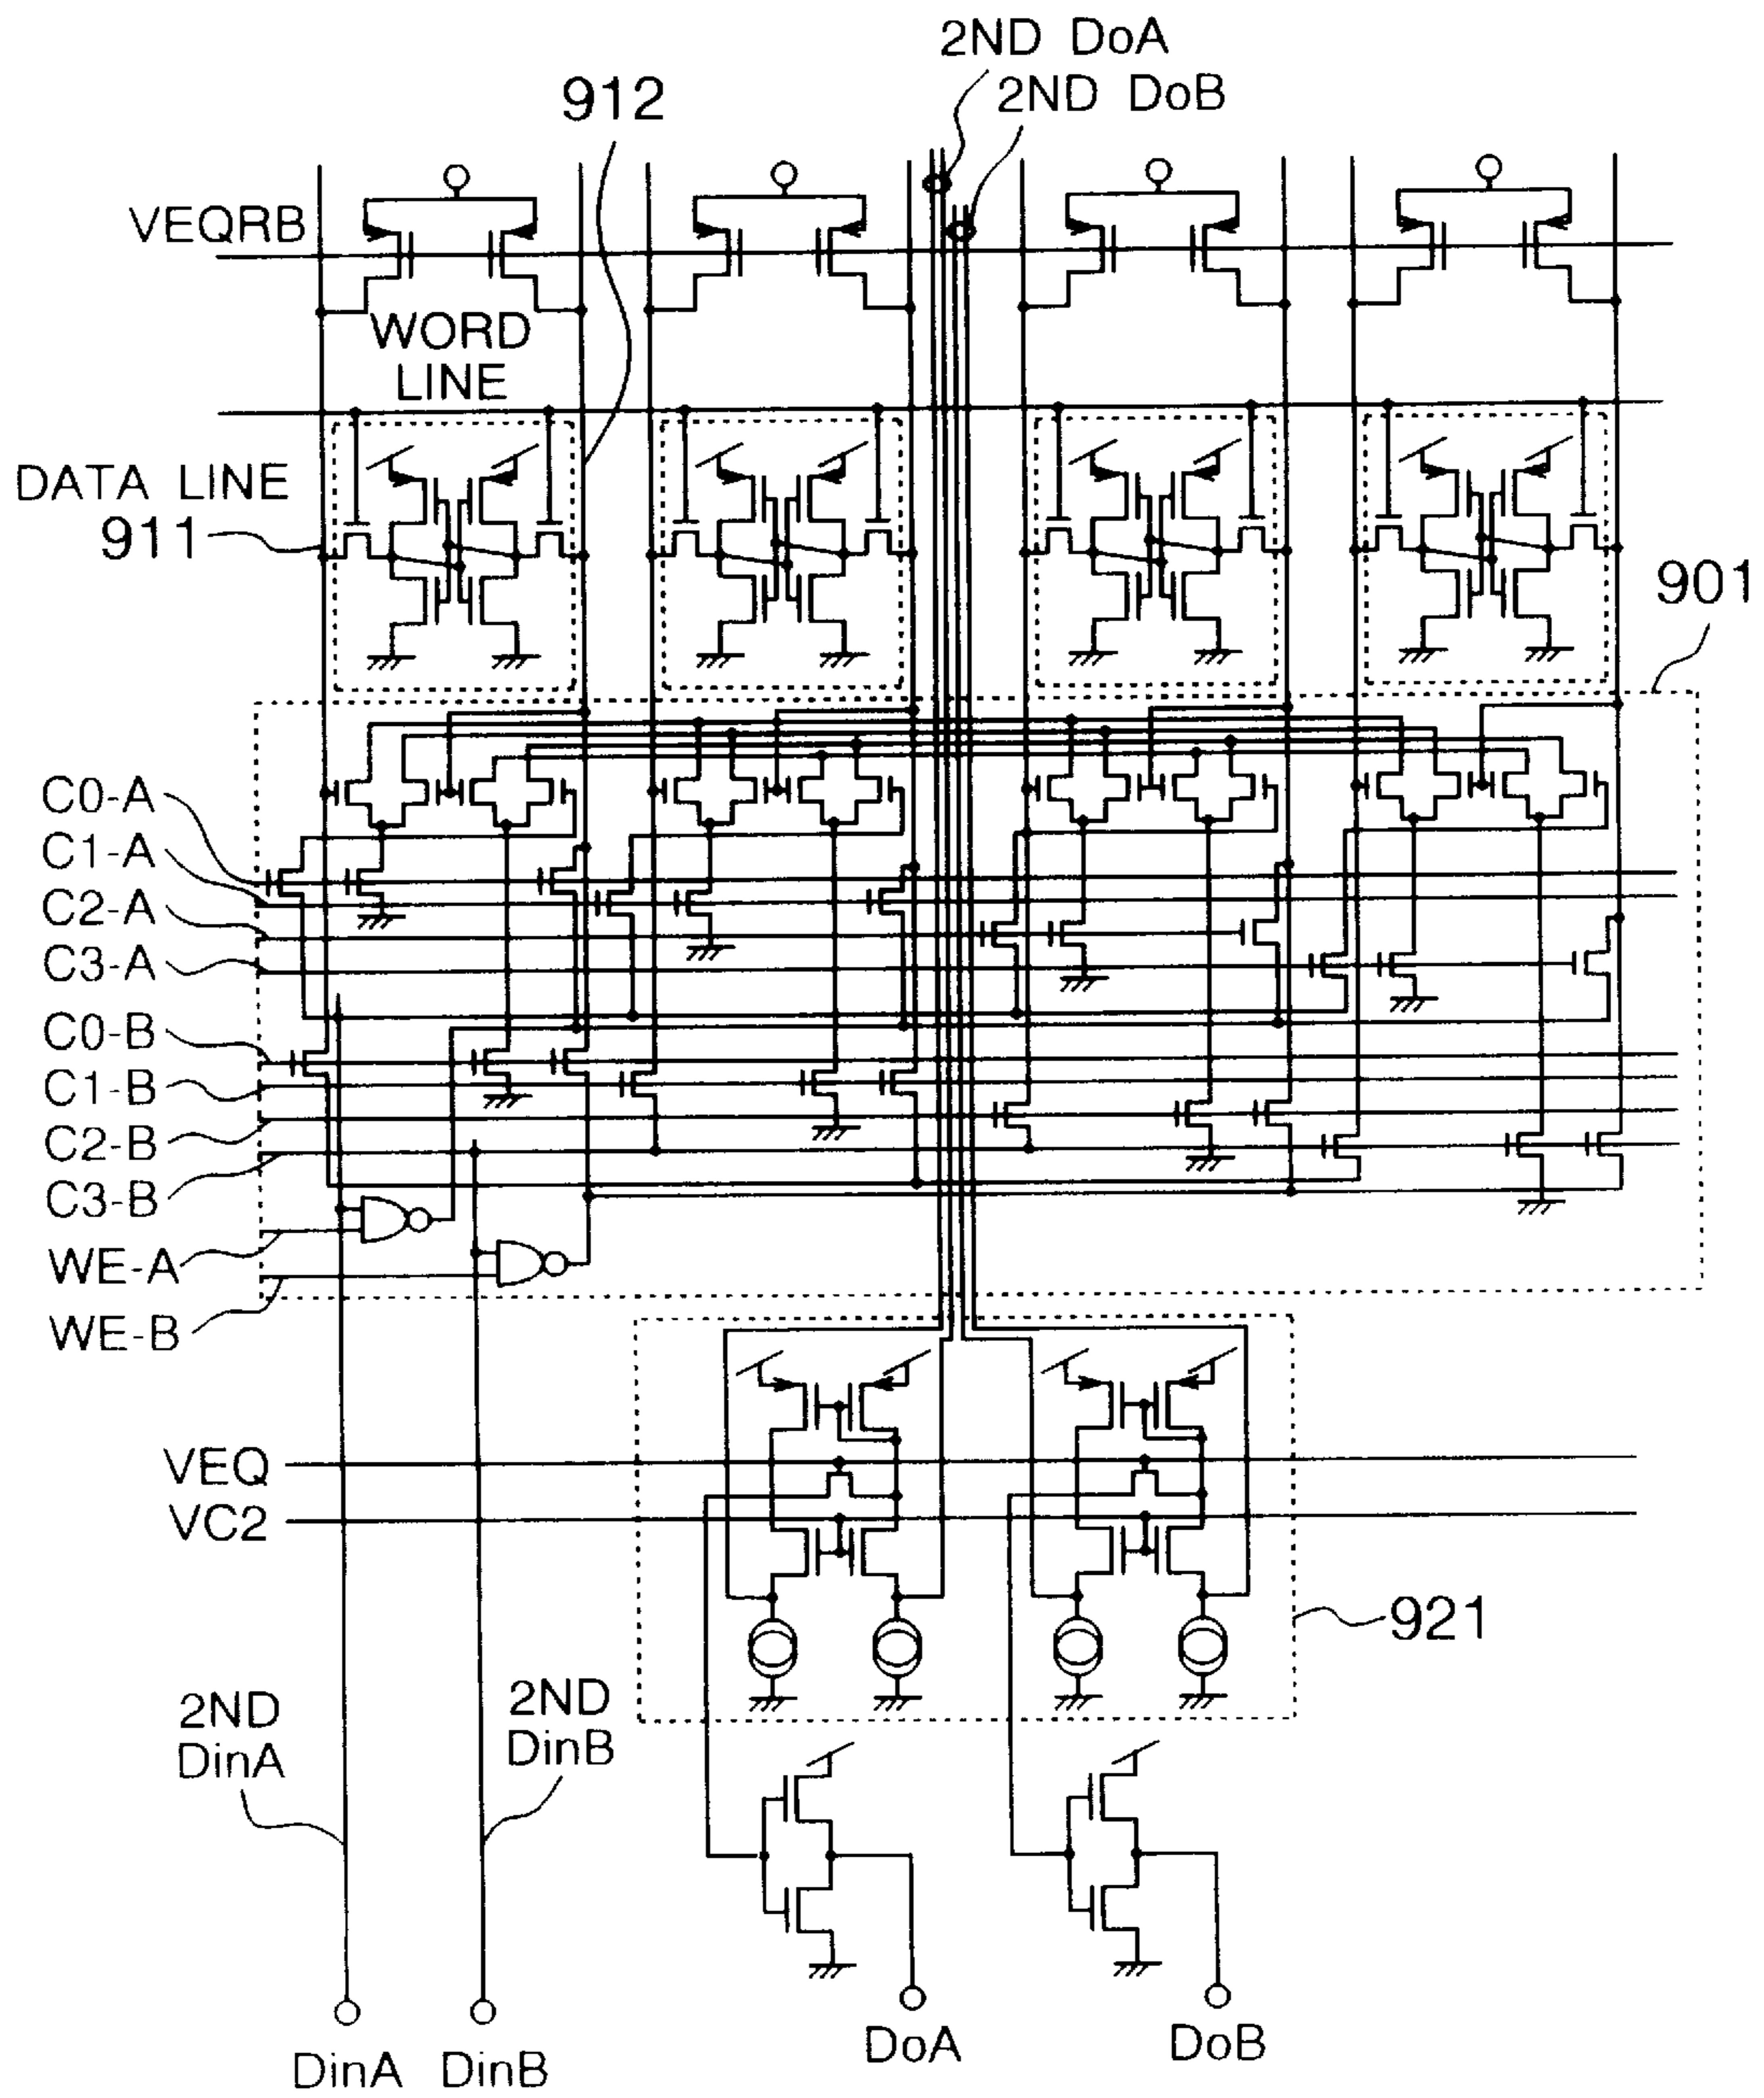 2ND DoA
2ND DoB
912
VEQRB
WORD
LINE
DATA LINE
911
901
C0-A
C1-A
C2-A
C3-A
C0-B
C1-B
C2-B
C3-B
WE-A
WE-B
VEQ
VC2
921
2ND
DinA
2ND
DinB
DinA
DinB
DoA
DoB